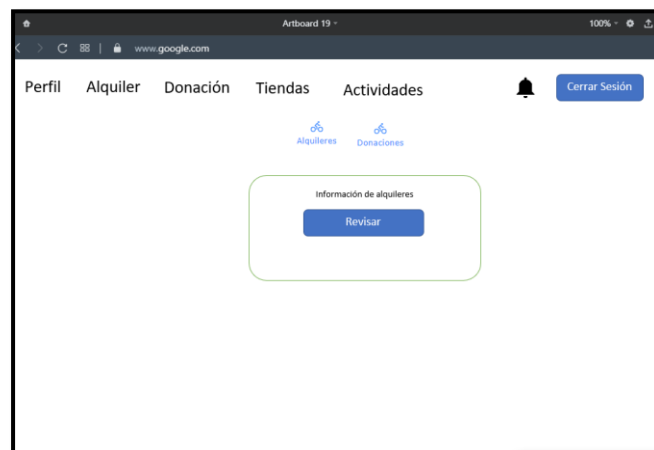 Artboard 19
100%
www.google.com
Perfil Alquiler Donación Tiendas Actividades Cerrar Sesión
Alquileres Donaciones
Información de alquileres
Revisar